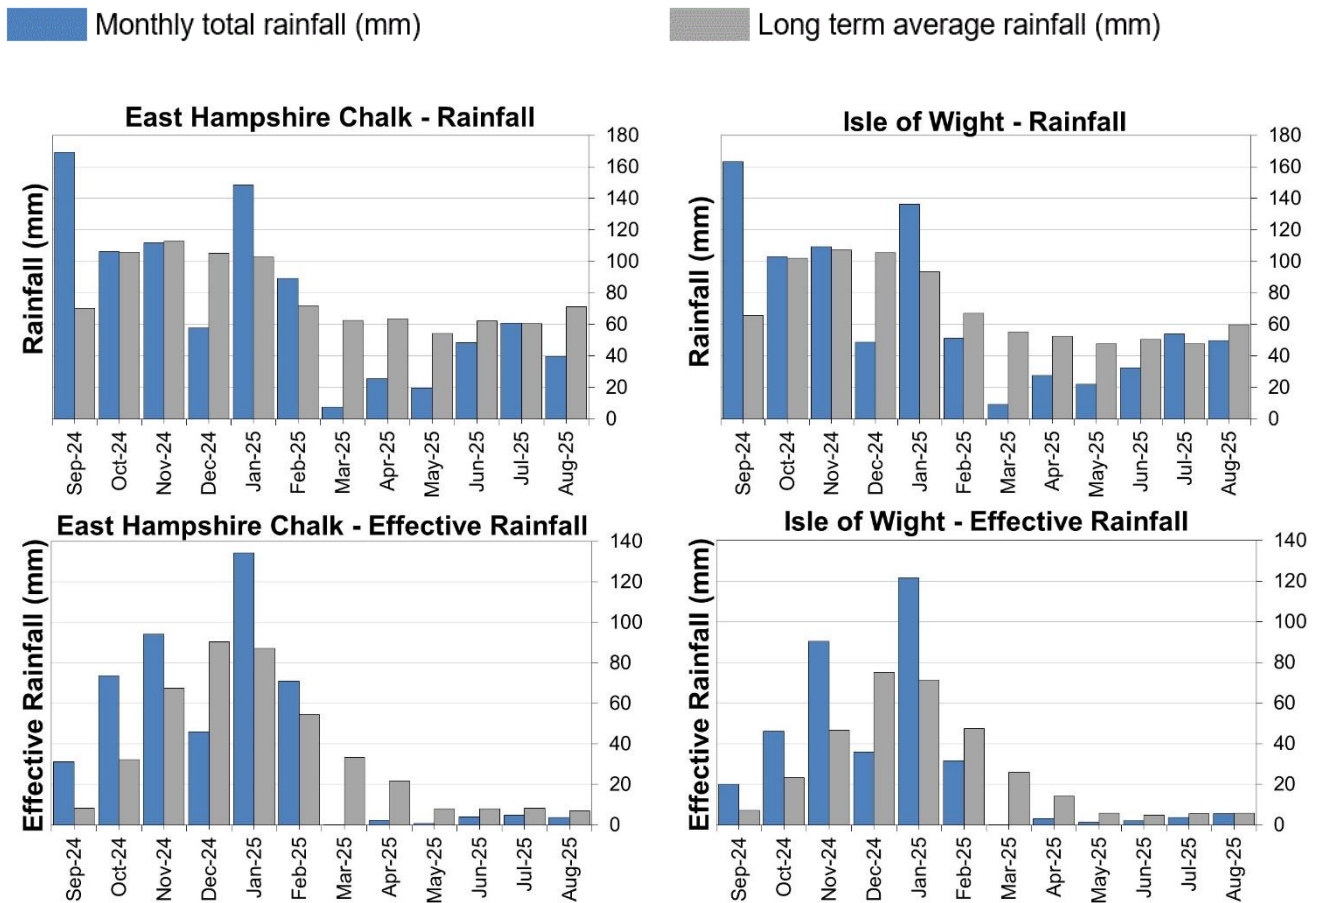 Monthly total rainfall (mm)
Long term average rainfall (mm)
East Hampshire Chalk - Rainfall
Rainfall (mm)
180
160
140
120
100
80
60
40
20
0
Sep-24
Oct-24
Nov-24
Dec-24
Jan-25
Feb-25
Mar-25
Apr-25
May-25
Jun-25
Jul-25
Aug-25
Isle of Wight - Rainfall
Rainfall (mm)
180
160
140
120
100
80
60
40
20
0
Sep-24
Oct-24
Nov-24
Dec-24
Jan-25
Feb-25
Mar-25
Apr-25
May-25
Jun-25
Jul-25
Aug-25
East Hampshire Chalk - Effective Rainfall
Effective Rainfall (mm)
140
120
100
80
60
40
20
0
Sep-24
Oct-24
Nov-24
Dec-24
Jan-25
Feb-25
Mar-25
Apr-25
May-25
Jun-25
Jul-25
Aug-25
Isle of Wight - Effective Rainfall
Effective Rainfall (mm)
140
120
100
80
60
40
20
0
Sep-24
Oct-24
Nov-24
Dec-24
Jan-25
Feb-25
Mar-25
Apr-25
May-25
Jun-25
Jul-25
Aug-25